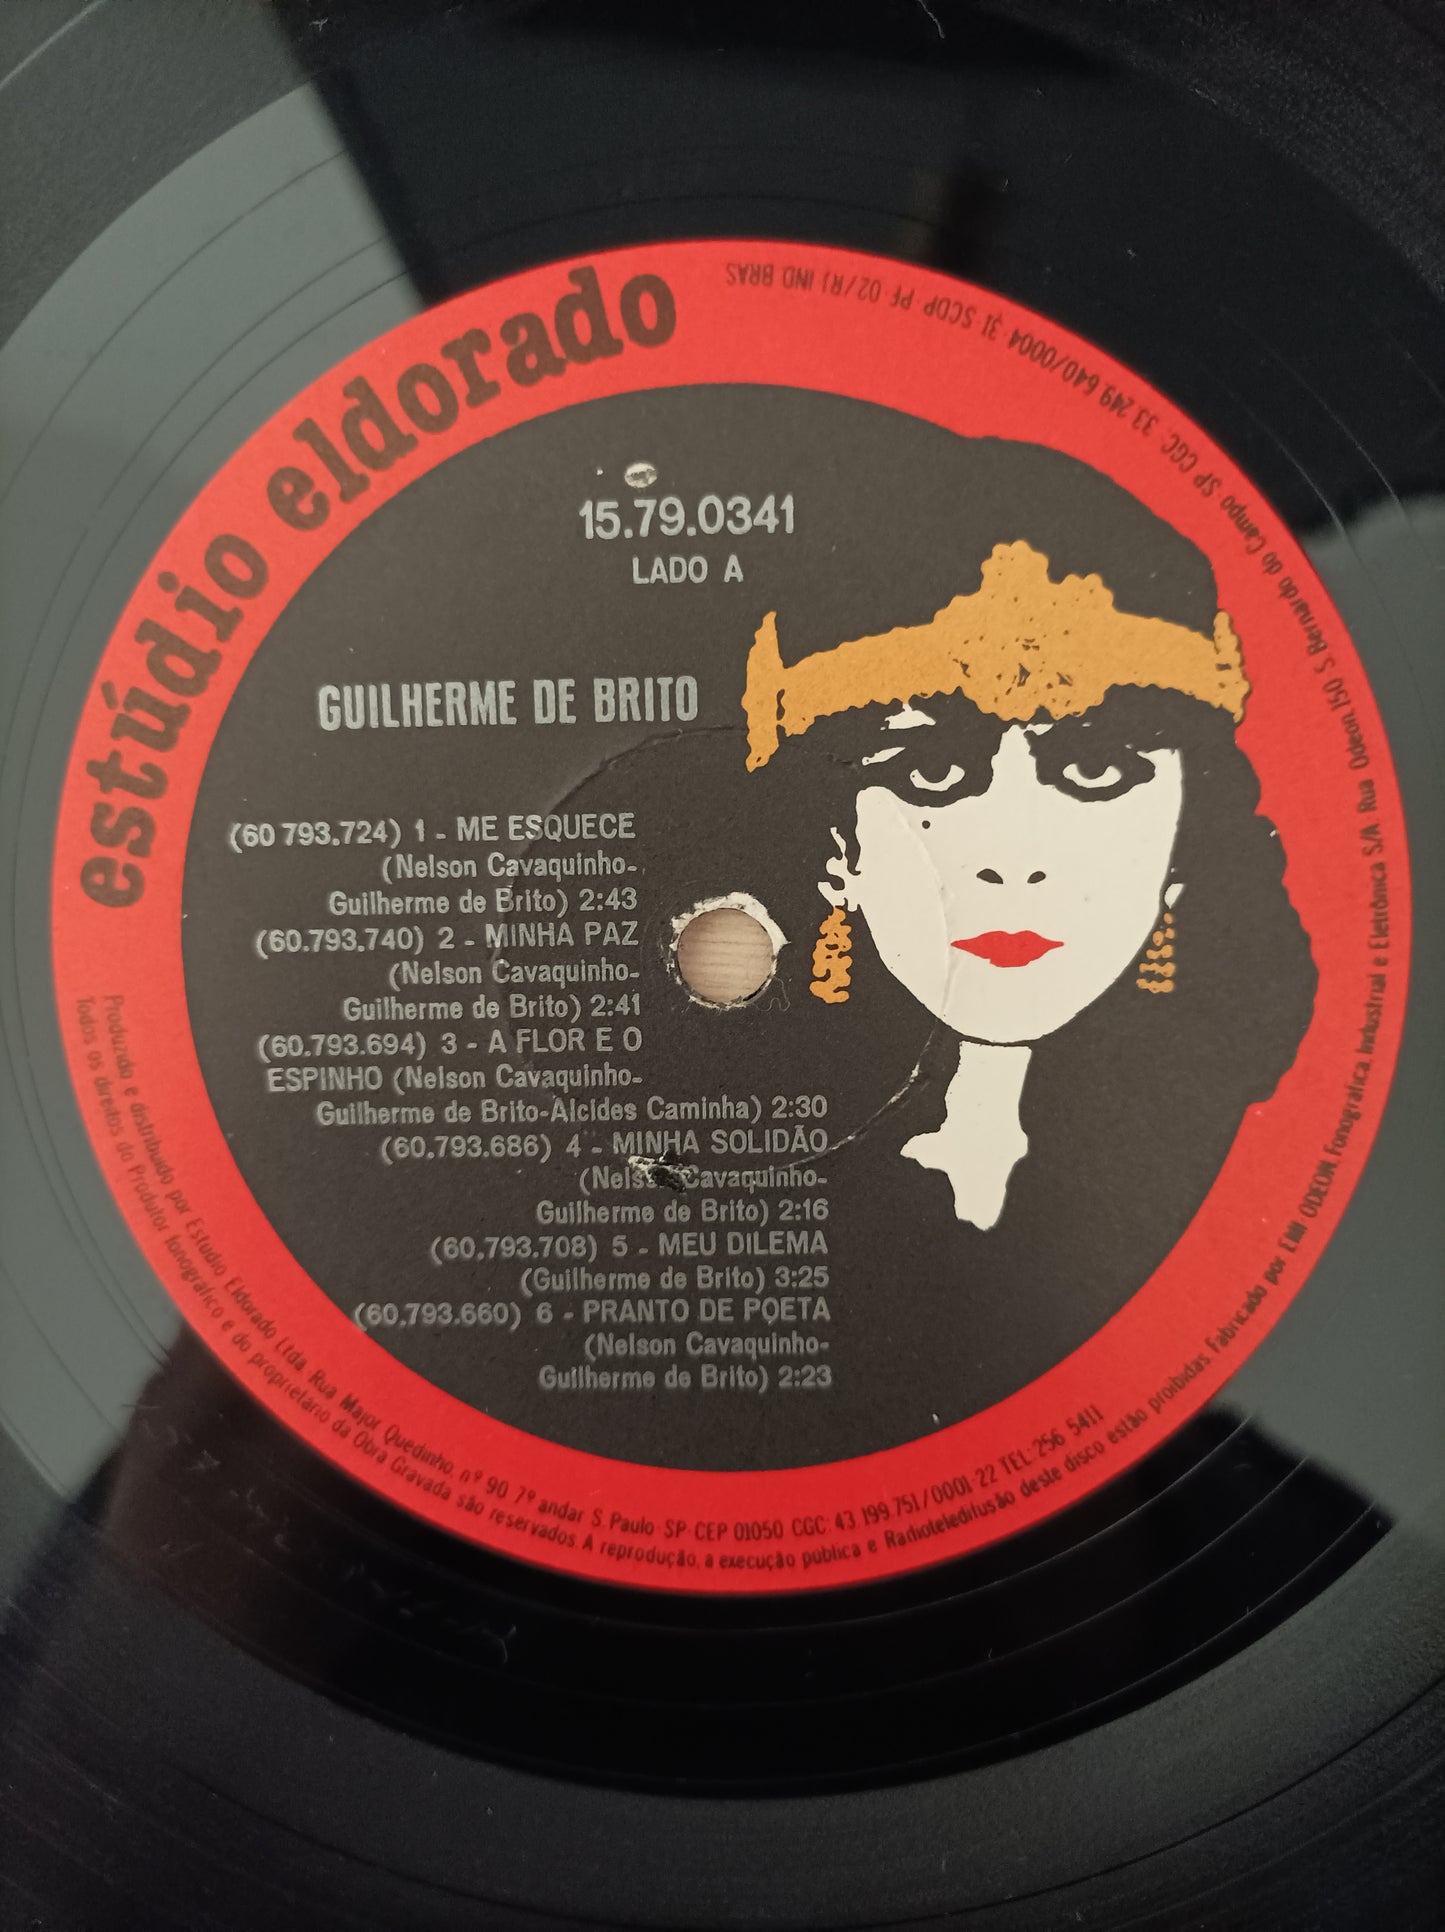 estúdio eldorado
15.79.0341
LADO A
GUILHERME DE BRITO
(60 793.724) 1 - ME ESQUECE
(Nelson Cavaquinho-
Guilherme de Brito) 2:43
(60.793.740) 2 - MINHA PAZ
(Nelson Cavaquinho-
Guilherme de Brito) 2:41
(60.793.694) 3 - A FLOR E O
ESPINHO (Nelson Cavaquinho-
Guilherme de Brito-Alcides Caminha) 2:30
(60.793.686) 4 - MINHA SOLIDÃO
(Nelson Cavaquinho-
Guilherme de Brito) 2:16
(60.793.708) 5 - MEU DILEMA
(Guilherme de Brito) 3:25
(60.793.660) 6 - PRANTO DE POETA
(Nelson Cavaquinho-
Guilherme de Brito) 2:23
Produzido e distribuido por Estudio Eldorado Ltda. Rua Major Quedinho, nº 90 7º andar S. Paulo SP CEP 01050 CGC 43 199 751/0001-22 TEL: 256 5411
Todos os direitos do Produtor fonografico e do proprietário da Obra Gravada são reservados. A reprodução, a execução pública e Radioteledifusão deste disco estão proibidas. Fabricado por EMI ODEON Fonografica, Industrial e Eletrônica S/A. Rua Odeon, 150 S. Bernardo do Campo SP CGC. 33 249 640/0004-31 SCDP PF 02/RJ IND BRAS